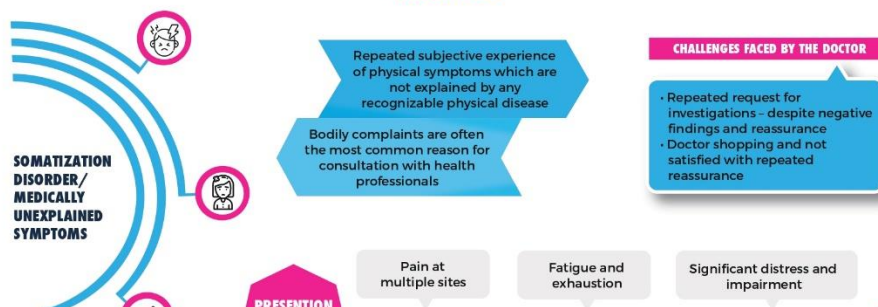 SOMATIZATION
DISORDER/
MEDICALLY
UNEXPLAINED
SYMPTOMS
Repeated subjective experience
of physical symptoms which are
not explained by any
recognizable physical disease
Bodily complaints are often
the most common reason for
consultation with health
professionals
CHALLENGES FACED BY THE DOCTOR
• Repeated request for
investigations – despite negative
findings and reassurance
• Doctor shopping and not
satisfied with repeated
reassurance
PRESENTION
Pain at
multiple sites
Fatigue and
exhaustion
Significant distress and
impairment